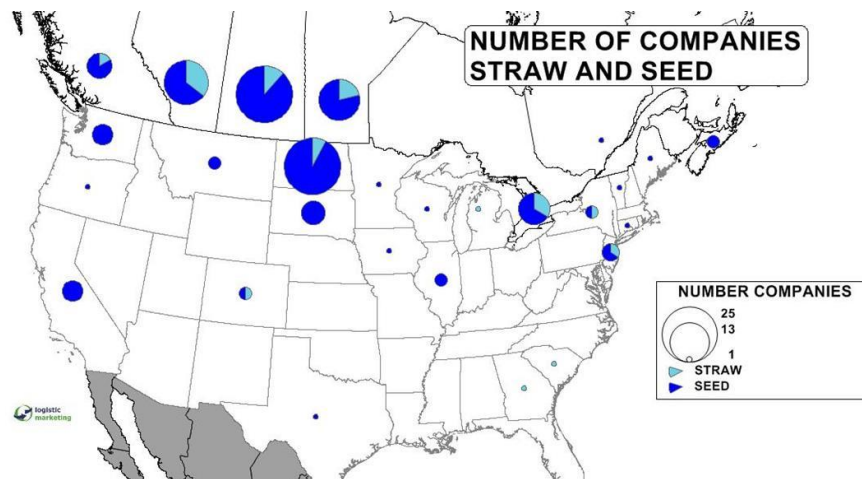 NUMBER OF COMPANIES
STRAW AND SEED
NUMBER COMPANIES
25
13
1
STRAW
SEED
logistic
marketing